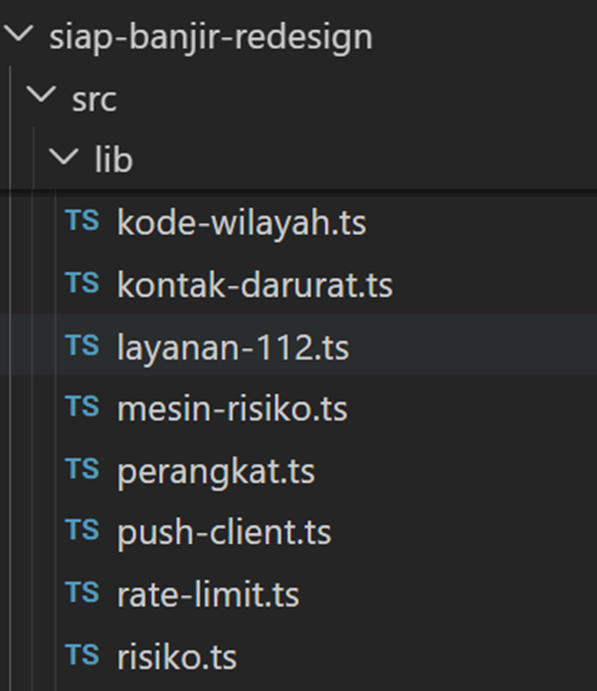 siap-banjir-redesign
src
lib
TS kode-wilayah.ts
TS kontak-darurat.ts
TS layanan-112.ts
TS mesin-risiko.ts
TS perangkat.ts
TS push-client.ts
TS rate-limit.ts
TS risiko.ts